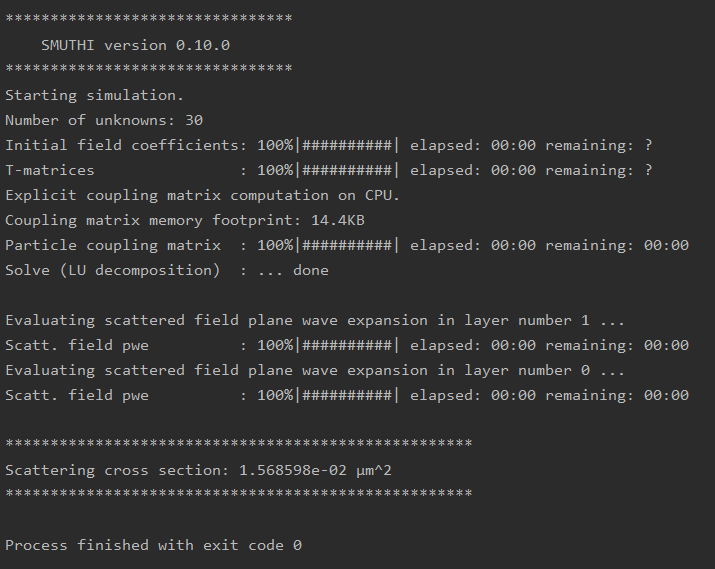 ********************************
    SMUTHI version 0.10.0
********************************
Starting simulation.
Number of unknowns: 30
Initial field coefficients: 100%|##########| elapsed: 00:00 remaining: ?
T-matrices                : 100%|##########| elapsed: 00:00 remaining: ?
Explicit coupling matrix computation on CPU.
Coupling matrix memory footprint: 14.4KB
Particle coupling matrix  : 100%|##########| elapsed: 00:00 remaining: 00:00
Solve (LU decomposition)  : ... done

Evaluating scattered field plane wave expansion in layer number 1 ...
Scatt. field pwe          : 100%|##########| elapsed: 00:00 remaining: 00:00
Evaluating scattered field plane wave expansion in layer number 0 ...
Scatt. field pwe          : 100%|##########| elapsed: 00:00 remaining: 00:00

****************************************************
Scattering cross section: 1.568598e-02 µm^2
****************************************************

Process finished with exit code 0